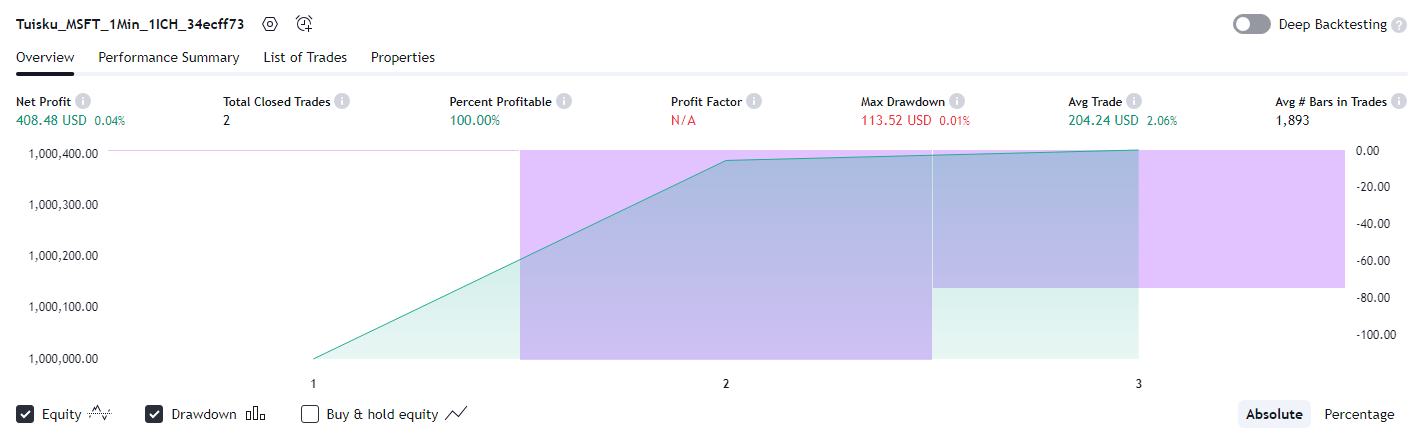 Tuisku_MSFT_1Min_1ICH_34ecff73
Deep Backtesting ?
Overview Performance Summary List of Trades Properties
Net Profit Total Closed Trades Percent Profitable Profit Factor Max Drawdown Avg Trade Avg # Bars in Trades
408.48 USD 0.04% 2 100.00% N/A 113.52 USD 0.01% 204.24 USD 2.06% 1,893
1,000,400.00 0.00
-20.00
1,000,300.00
-40.00
1,000,200.00
-60.00
-80.00
1,000,100.00
-100.00
1,000,000.00
1 2 3
Equity Drawdown Buy & hold equity Absolute Percentage